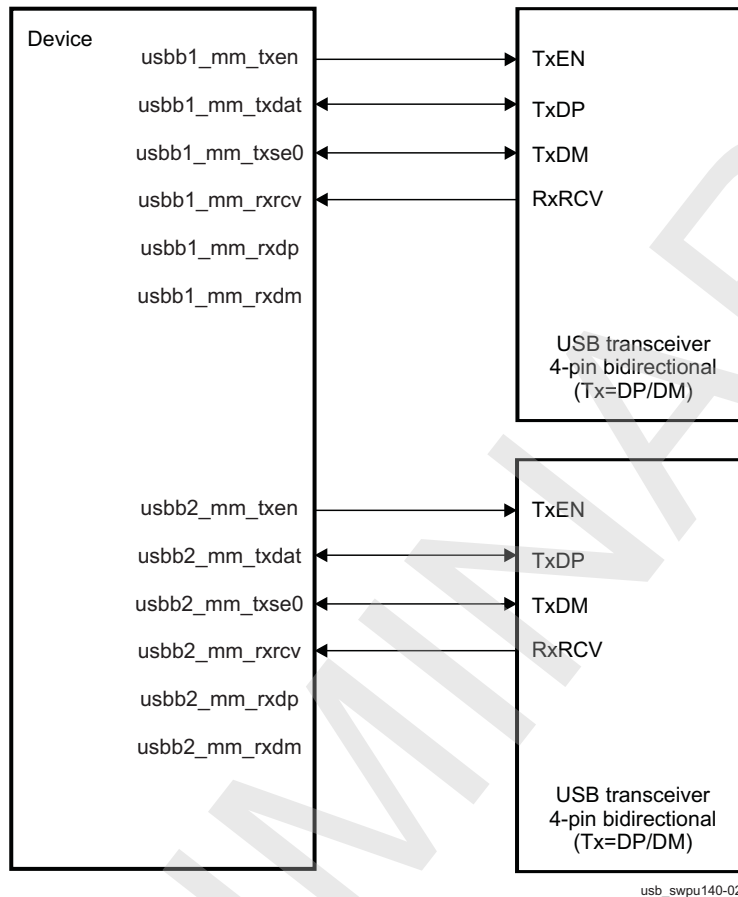 Device
usbb1_mm_txen
usbb1_mm_txdat
usbb1_mm_txse0
usbb1_mm_rxrcv
usbb1_mm_rxdp
usbb1_mm_rxdm
TxEN
TxDP
TxDM
RxRCV
USB transceiver
4-pin bidirectional
(Tx=DP/DM)
usbb2_mm_txen
usbb2_mm_txdat
usbb2_mm_txse0
usbb2_mm_rxrcv
usbb2_mm_rxdp
usbb2_mm_rxdm
TxEN
TxDP
TxDM
RxRCV
USB transceiver
4-pin bidirectional
(Tx=DP/DM)